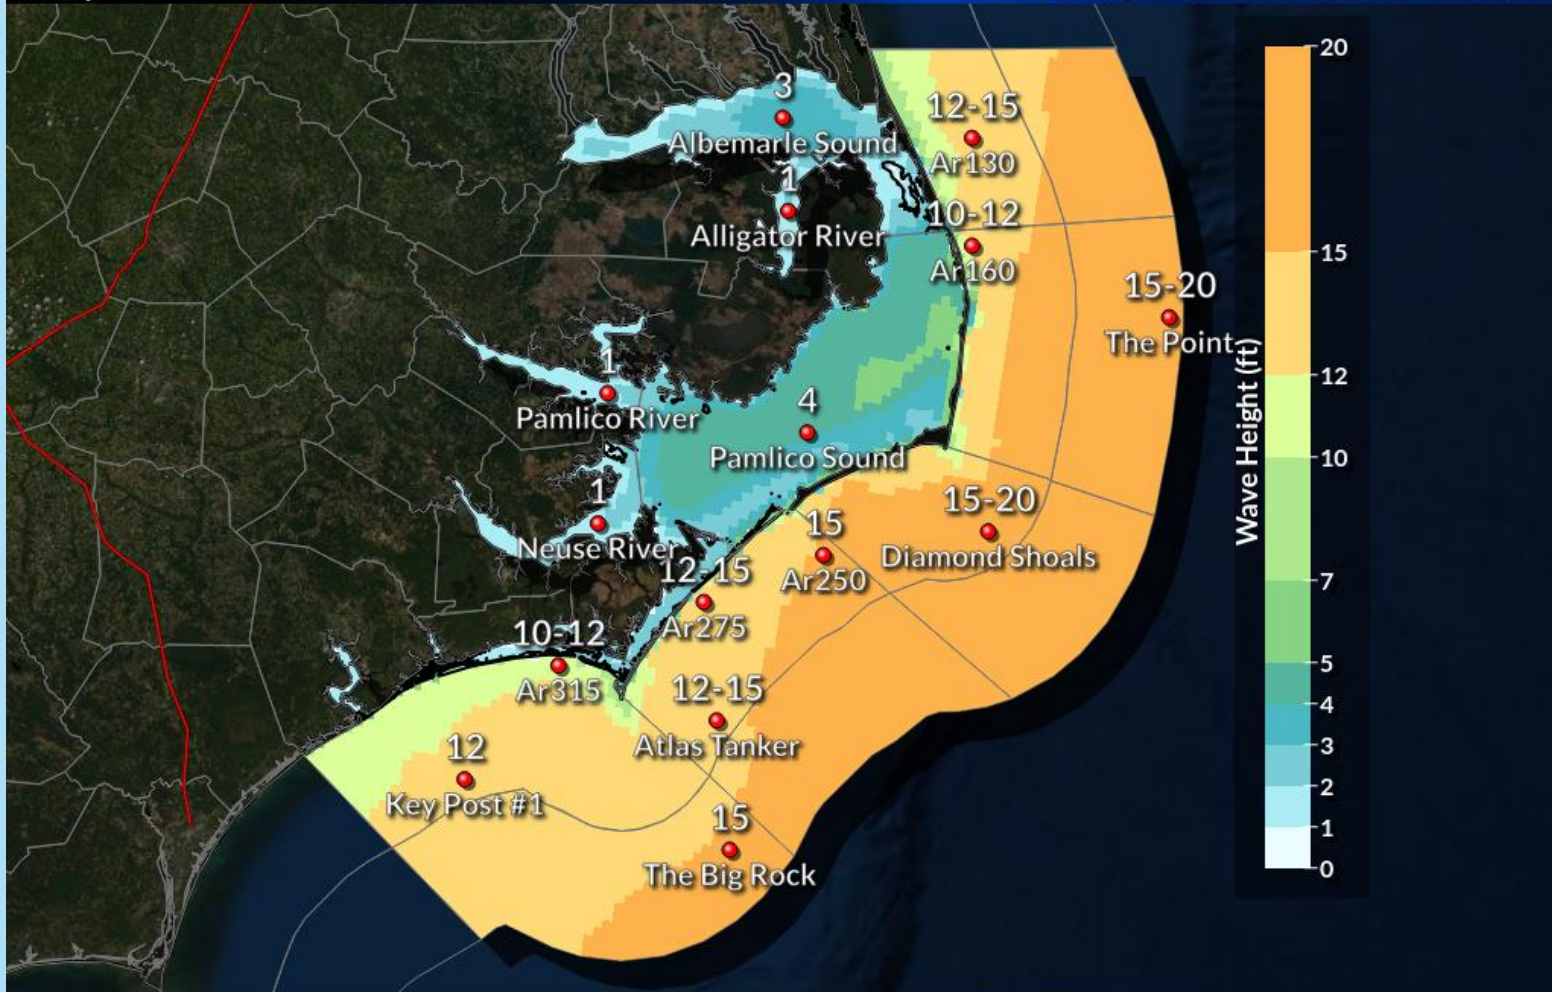 3
Albemarle Sound
1
Alligator River
12-15
Ar130
10-12
Ar160
15-20
The Point
1
Pamlico River
4
Pamlico Sound
1
Neuse River
15-20
Diamond Shoals
15
Ar250
12-15
Ar275
10-12
Ar315
12-15
Atlas Tanker
12
Key Post #1
15
The Big Rock
Wave Height (ft)
20
15
12
10
7
5
4
3
2
1
0